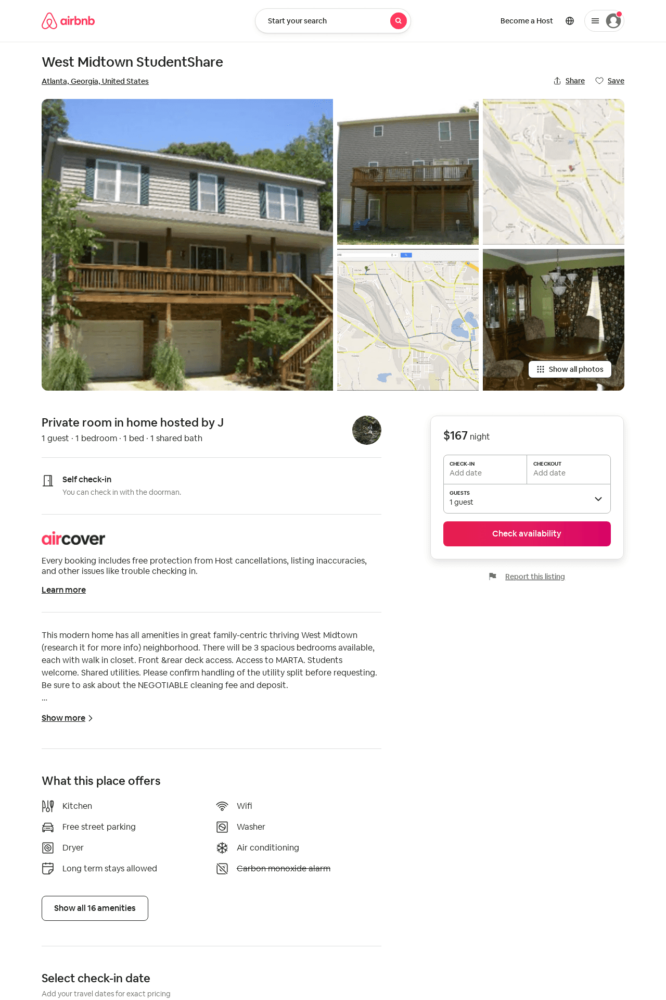 airbnb
Start your search
Become a Host
West Midtown StudentShare
Atlanta, Georgia, United States
Share
Save
Show all photos
Private room in home hosted by J
1 guest · 1 bedroom · 1 bed · 1 shared bath
Self check-in
You can check in with the doorman.
aircover
Every booking includes free protection from Host cancellations, listing inaccuracies,
and other issues like trouble checking in.
Learn more
This modern home has all amenities in great family-centric thriving West Midtown
(research it for more info) neighborhood. There will be 3 spacious bedrooms available,
each with walk in closet. Front &rear deck access. Access to MARTA. Students
welcome. Shared utilities. Please confirm handling of the utility split before requesting.
Be sure to ask about the NEGOTIABLE cleaning fee and deposit.
...
Show more
$167 night
CHECK-IN
Add date
CHECKOUT
Add date
GUESTS
1 guest
Check availability
Report this listing
What this place offers
Kitchen
Wifi
Free street parking
Washer
Dryer
Air conditioning
Long term stays allowed
Carbon monoxide alarm
Show all 16 amenities
Select check-in date
Add your travel dates for exact pricing